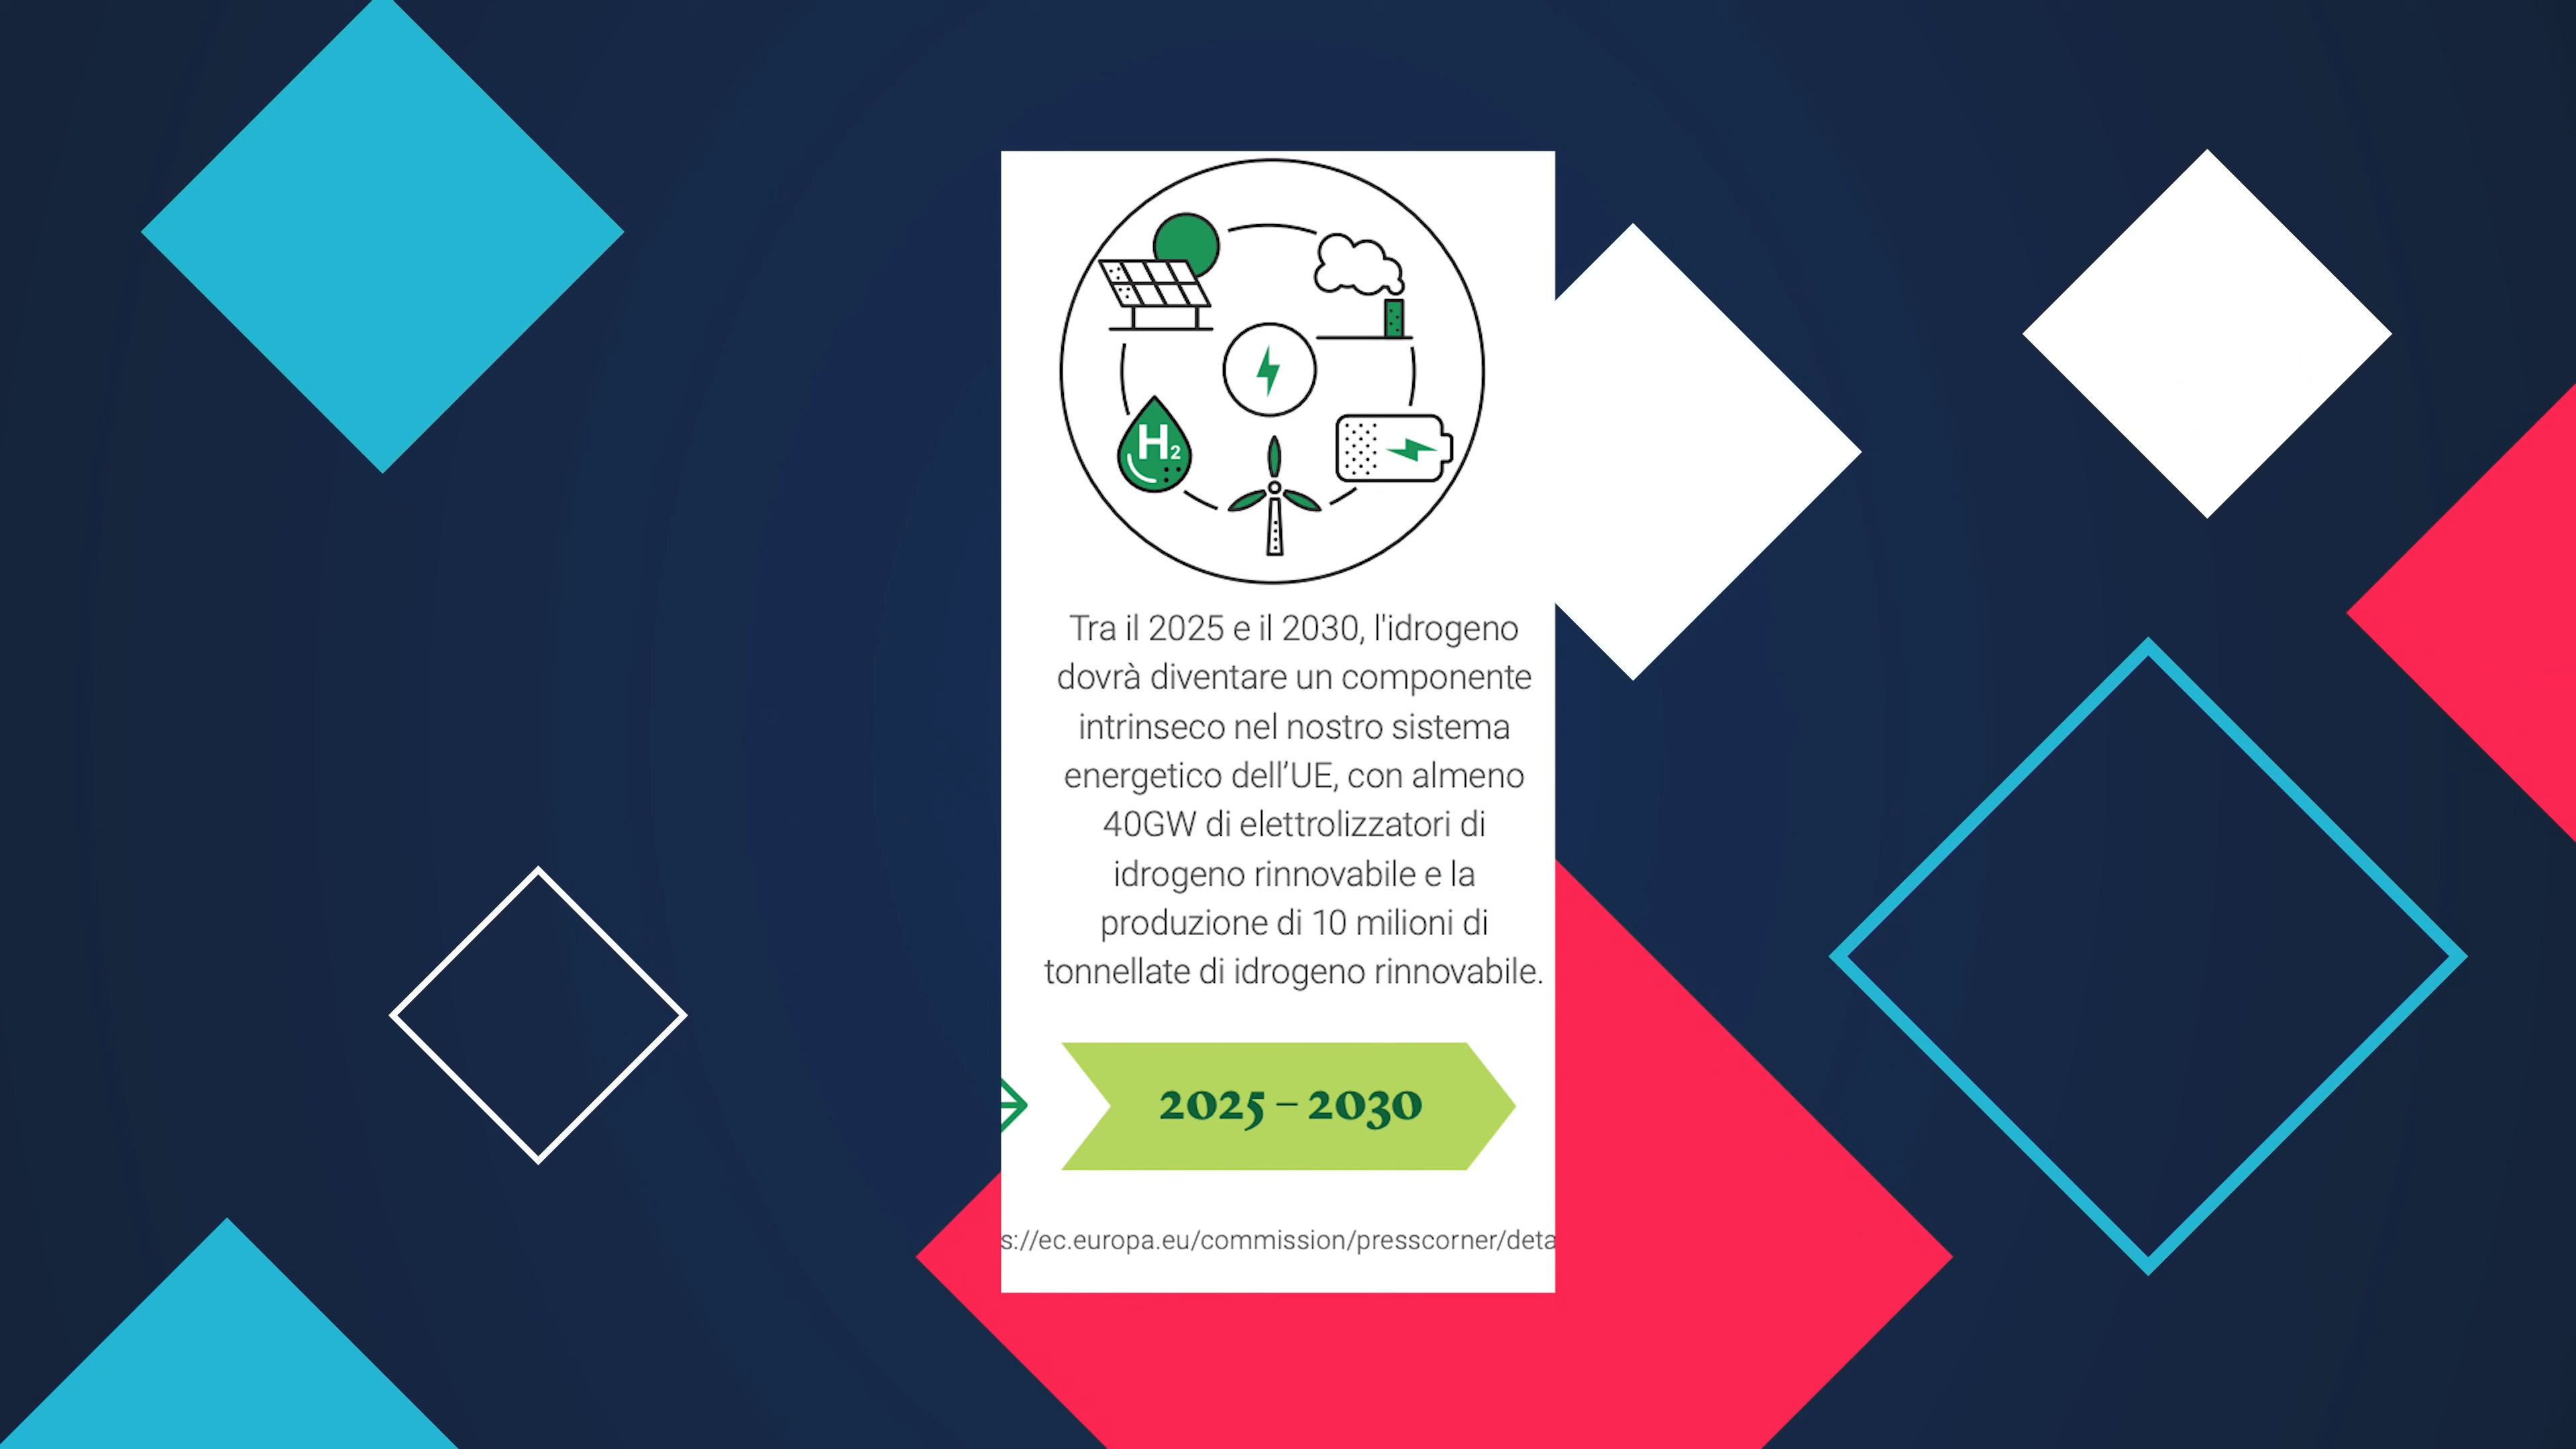 H2
Tra il 2025 e il 2030, l'idrogeno
dovrà diventare un componente
intrinseco nel nostro sistema
energetico dell’UE, con almeno
40GW di elettrolizzatori di
idrogeno rinnovabile e la
produzione di 10 milioni di
tonnellate di idrogeno rinnovabile.
2025 – 2030
s://ec.europa.eu/commission/presscorner/deta